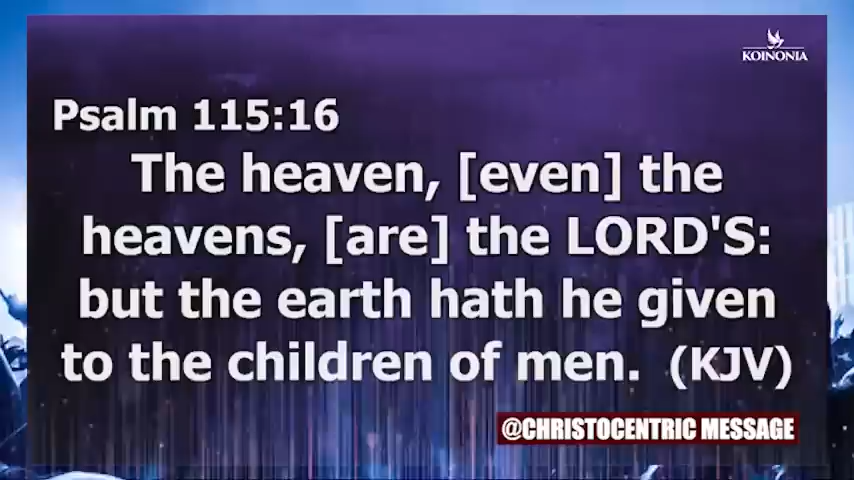 KOINONIA
Psalm 115:16
The heaven, [even] the
heavens, [are] the LORD'S:
but the earth hath he given
to the children of men. (KJV)
@CHRISTOCENTRIC MESSAGE